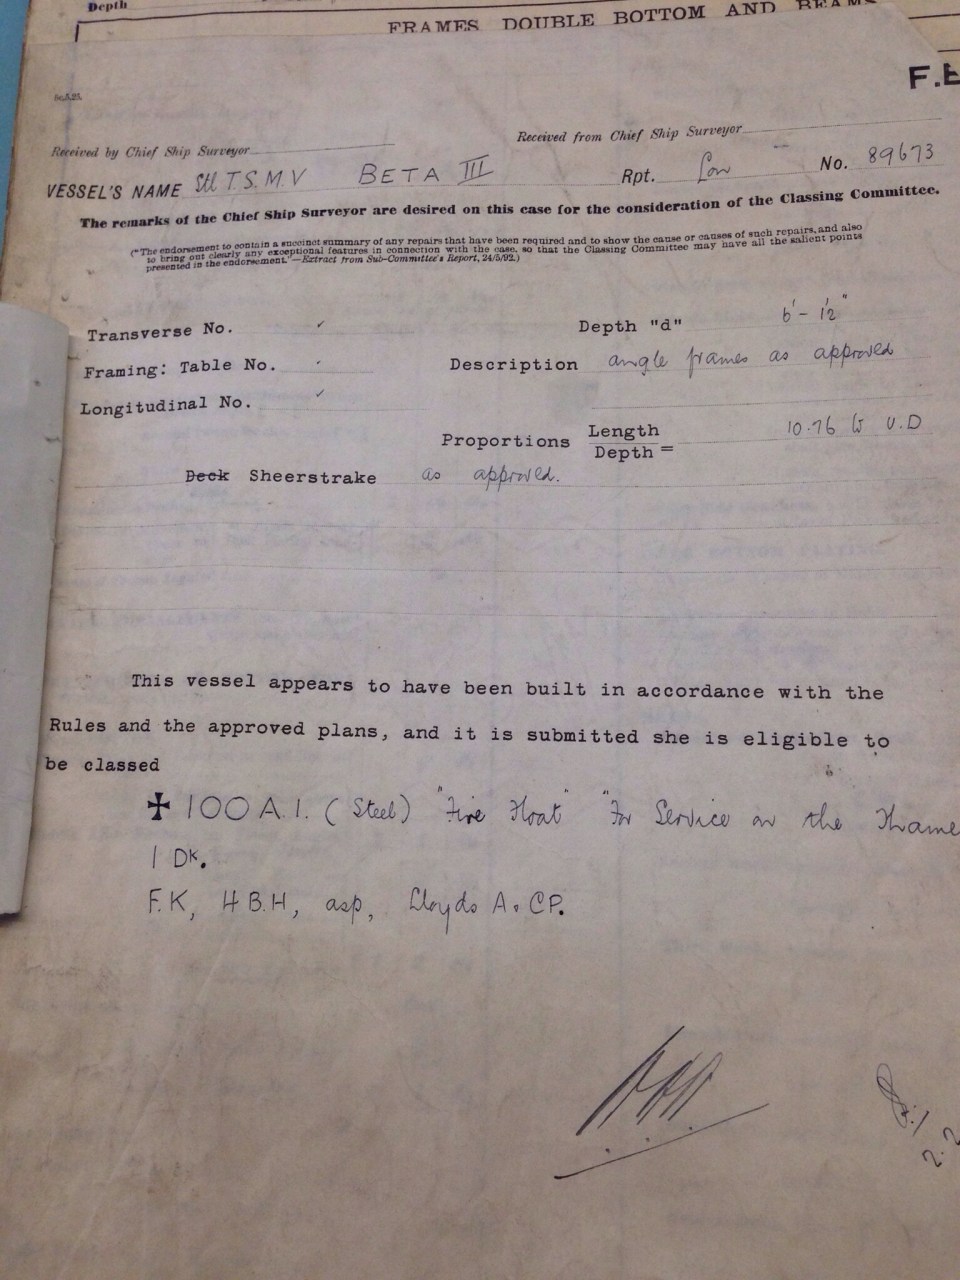 Depth
FRAMES DOUBLE BOTTOM AND BEAMS
F.E
Received by Chief Ship Surveyor
Received from Chief Ship Surveyor
VESSEL'S NAME Stl T.S.M.V BETA III Rpt. Lon No. 89673
The remarks of the Chief Ship Surveyor are desired on this case for the consideration of the Classing Committee.
("The endorsement to contain a succinct summary of any repairs that have been required and to show the cause or causes of such repairs, and also
to bring out clearly any exceptional features in connection with the case, so that the Classing Committee may have all the salient points
presented in the endorsement."—Extract from Sub-Committee's Report, 24/5/92.)
Transverse No. ✓ Depth "d"
Framing: Table No. Description angle frames as approved
Longitudinal No. ✓
Proportions Length
Depth = 10.76 to U.D
Deck Sheerstrake as approved.
This vessel appears to have been built in accordance with the
Rules and the approved plans, and it is submitted she is eligible to
be classed
✠ 100 A.1. (Steel) "Fire Float" "For Service on the Thame
1 DK.
F.K, 4 B.H, asp, Lloyds A. CP.